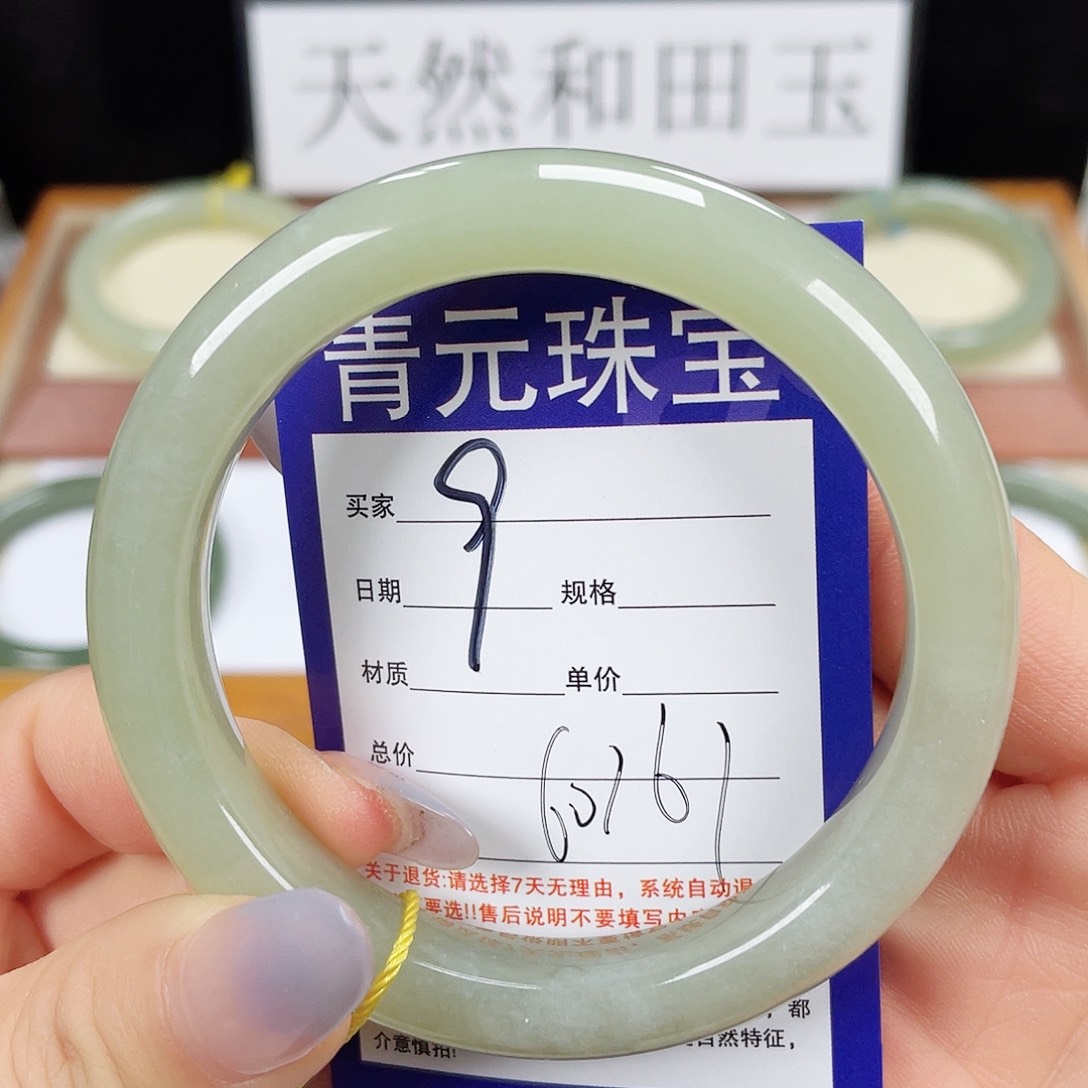 天然和田玉
青元珠宝
买家 9
日期 规格
材质 单价
总价
关于退货:请选择7天无理由，系统自动退
要选!!售后说明不要填写内
，都
介意慎拍! 自然特征，